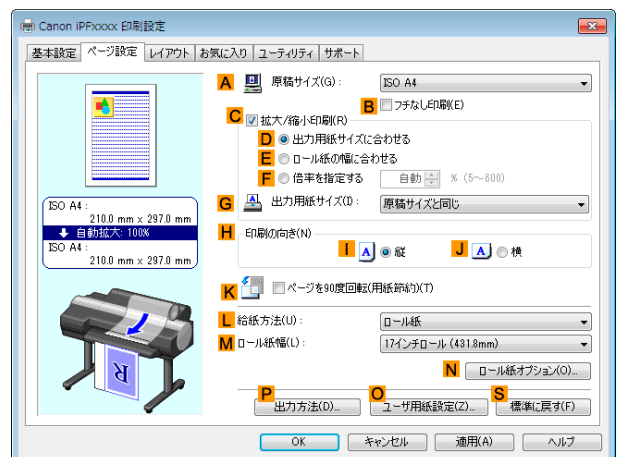 Canon iPFxxxx 印刷設定
基本設定 ページ設定 レイアウト お気に入り ユーティリティ サポート
A 原稿サイズ(G): ISO A4
B フチなし印刷(E)
C 拡大/縮小印刷(R)
D 出力用紙サイズに合わせる
E ロール紙の幅に合わせる
F 倍率を指定する 自動 % (5~600)
G 出力用紙サイズ(I): 原稿サイズと同じ
ISO A4:
210.0 mm x 297.0 mm
自動拡大: 100%
ISO A4:
210.0 mm x 297.0 mm
H 印刷の向き(N)
I A 縦 J A 横
K ページを90度回転(用紙節約)(T)
L 給紙方法(U): ロール紙
M ロール紙幅(L): 17インチロール (431.8mm)
R
N ロール紙オプション(O)...
P O S
出力方法(D)... ユーザ用紙設定(Z)... 標準に戻す(F)
OK キャンセル 適用(A) ヘルプ